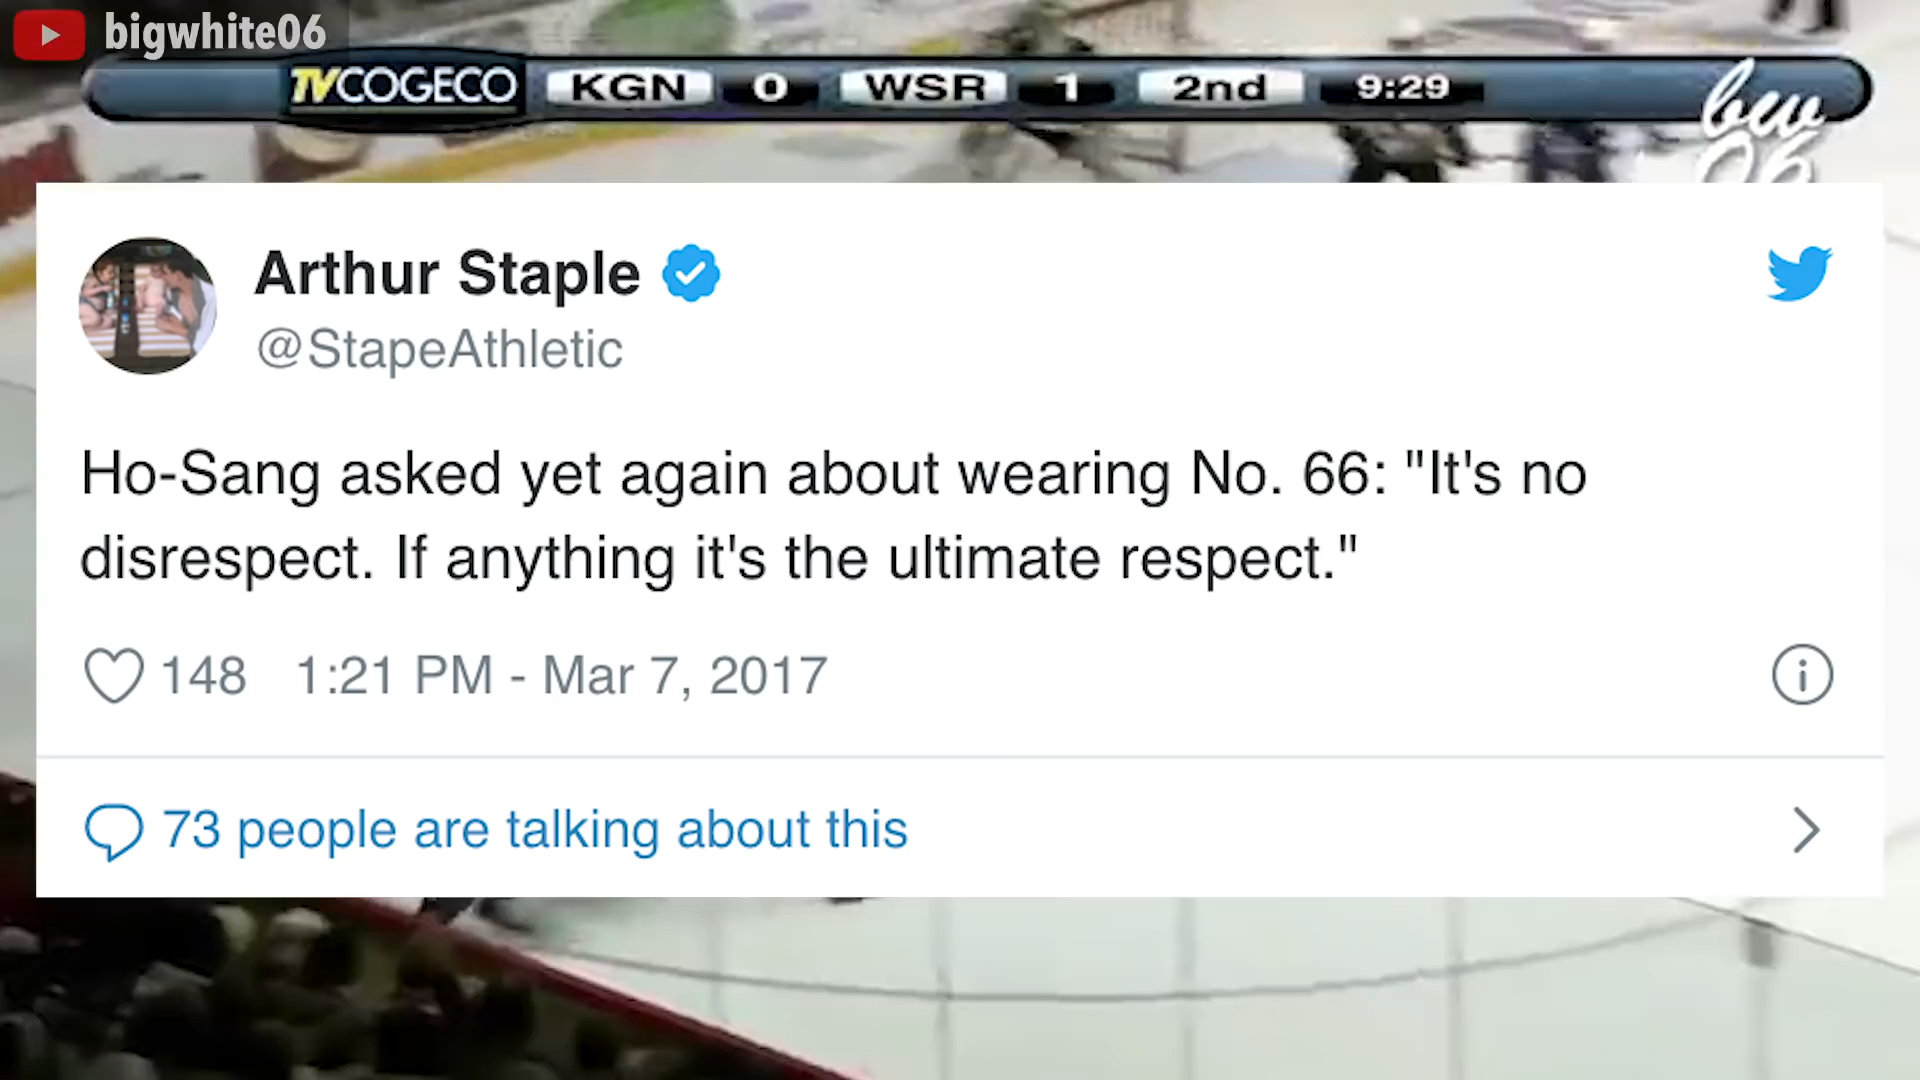 bigwhite06
TVCOGECO KGN 0 WSR 1 2nd 9:29
bw
06
Arthur Staple
@StapeAthletic
Ho-Sang asked yet again about wearing No. 66: "It's no
disrespect. If anything it's the ultimate respect."
148 1:21 PM - Mar 7, 2017
73 people are talking about this